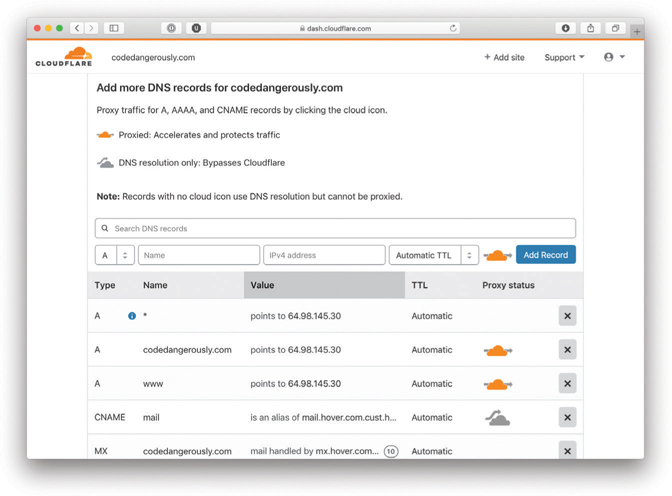 dash.cloudflare.com
CLOUDFLARE
codedangerously.com
+ Add site
Support
Add more DNS records for codedangerously.com
Proxy traffic for A, AAAA, and CNAME records by clicking the cloud icon.
Proxied: Accelerates and protects traffic
DNS resolution only: Bypasses Cloudflare
Note: Records with no cloud icon use DNS resolution but cannot be proxied.
Search DNS records
A Name IPv4 address Automatic TTL Add Record
Type Name Value TTL Proxy status
A * points to 64.98.145.30 Automatic
A codedangerously.com points to 64.98.145.30 Automatic
A www points to 64.98.145.30 Automatic
CNAME mail is an alias of mail.hover.com.cust.h... Automatic
MX codedangerously.com mail handled by mx.hover.com... 10 Automatic